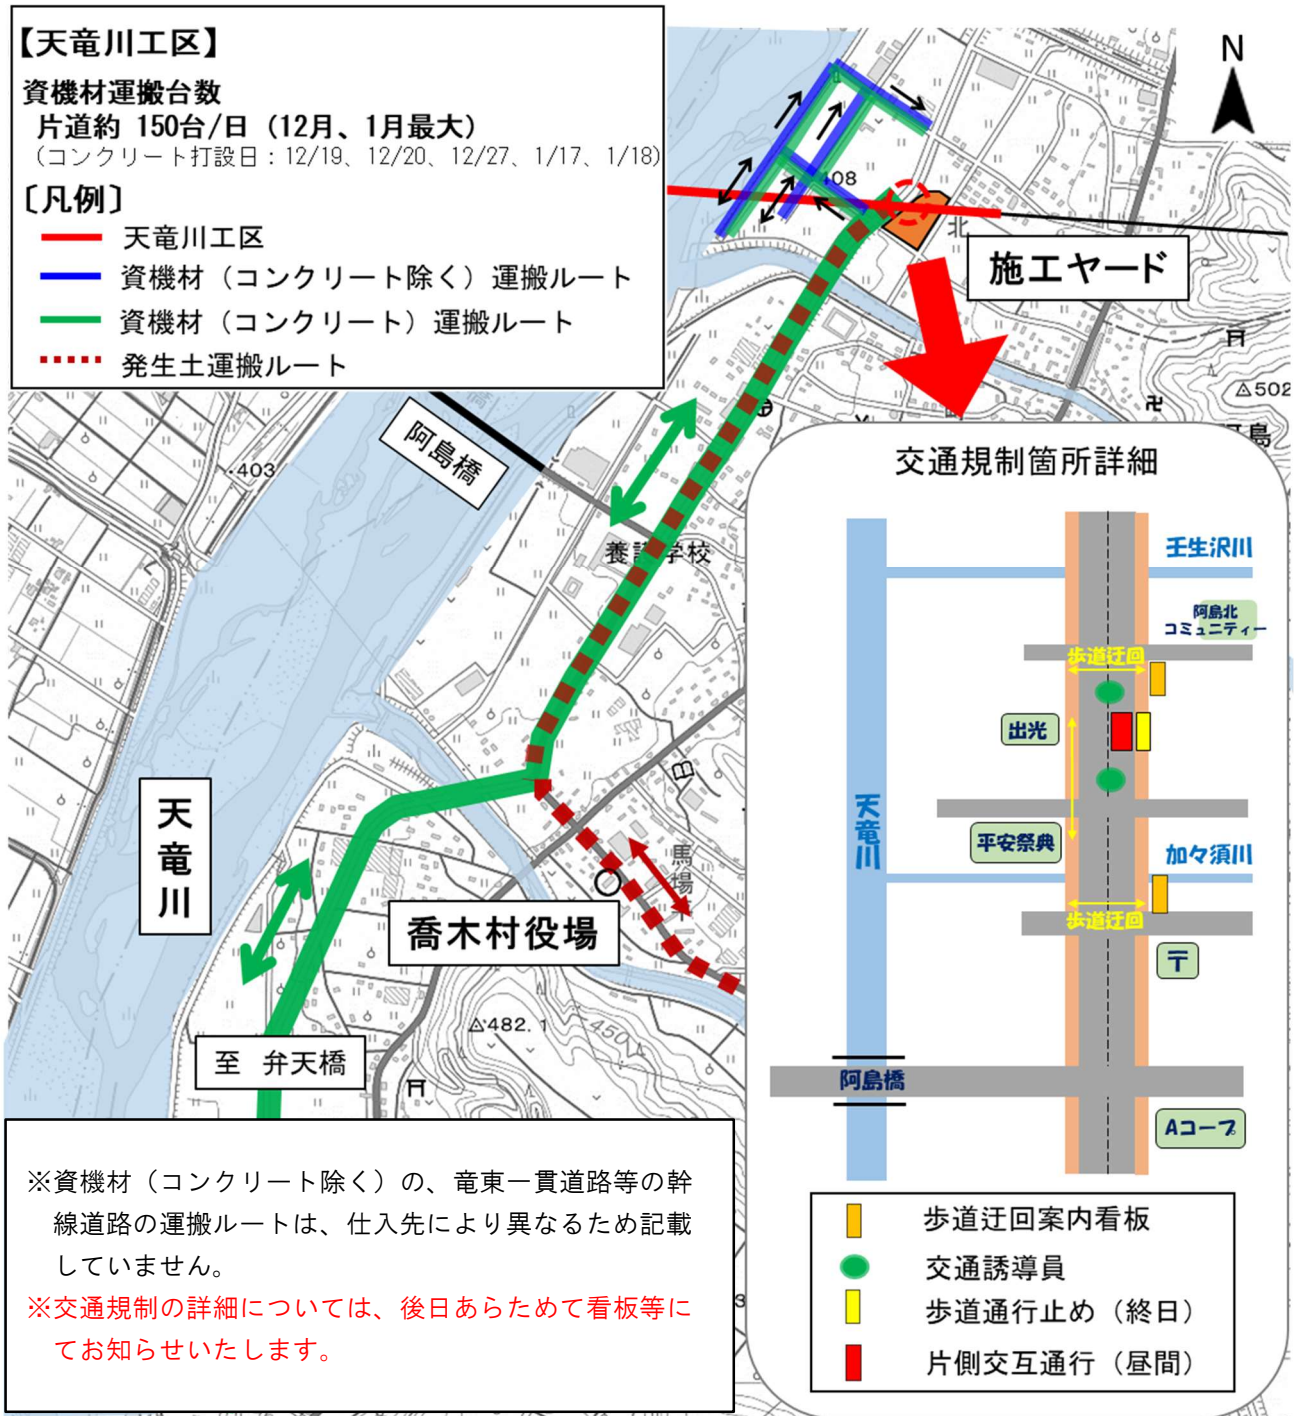 【天竜川工区】
資機材運搬台数
片道約 150台/日（12月、1月最大）
（コンクリート打設日：12/19、12/20、12/27、1/17、1/18）
〔凡例〕
天竜川工区
資機材（コンクリート除く）運搬ルート
資機材（コンクリート）運搬ルート
発生土運搬ルート
N
408
北
施工ヤード
502
阿島橋
403
養護学校
島
天竜川
馬場
喬木村役場
482.1
450
至 弁天橋
交通規制箇所詳細
壬生沢川
阿島北
コミュニティー
歩道迂回
出光
天竜川
平安祭典
加々須川
歩道迂回
〒
阿島橋
Aコープ
歩道迂回案内看板
交通誘導員
歩道通行止め（終日）
片側交互通行（昼間）
※資機材（コンクリート除く）の、竜東一貫道路等の幹
線道路の運搬ルートは、仕入先により異なるため記載
していません。
※交通規制の詳細については、後日あらためて看板等に
てお知らせいたします。